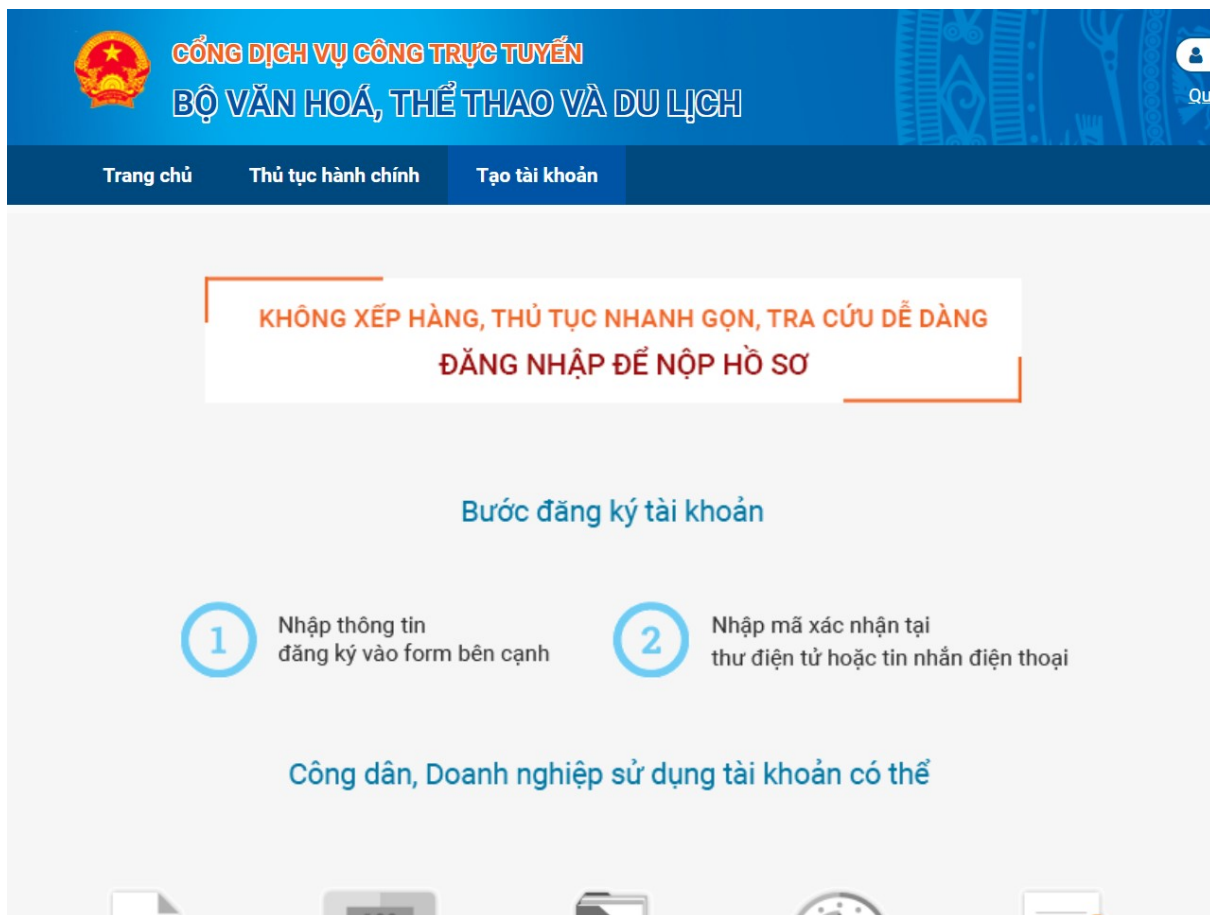 CỔNG DỊCH VỤ CÔNG TRỰC TUYẾN
BỘ VĂN HOÁ, THỂ THAO VÀ DU LỊCH
Trang chủ Thủ tục hành chính Tạo tài khoản
KHÔNG XẾP HÀNG, THỦ TỤC NHANH GỌN, TRA CỨU DỄ DÀNG
ĐĂNG NHẬP ĐỂ NỘP HỒ SƠ
Bước đăng ký tài khoản
1 Nhập thông tin
đăng ký vào form bên cạnh
2 Nhập mã xác nhận tại
thư điện tử hoặc tin nhắn điện thoại
Công dân, Doanh nghiệp sử dụng tài khoản có thể